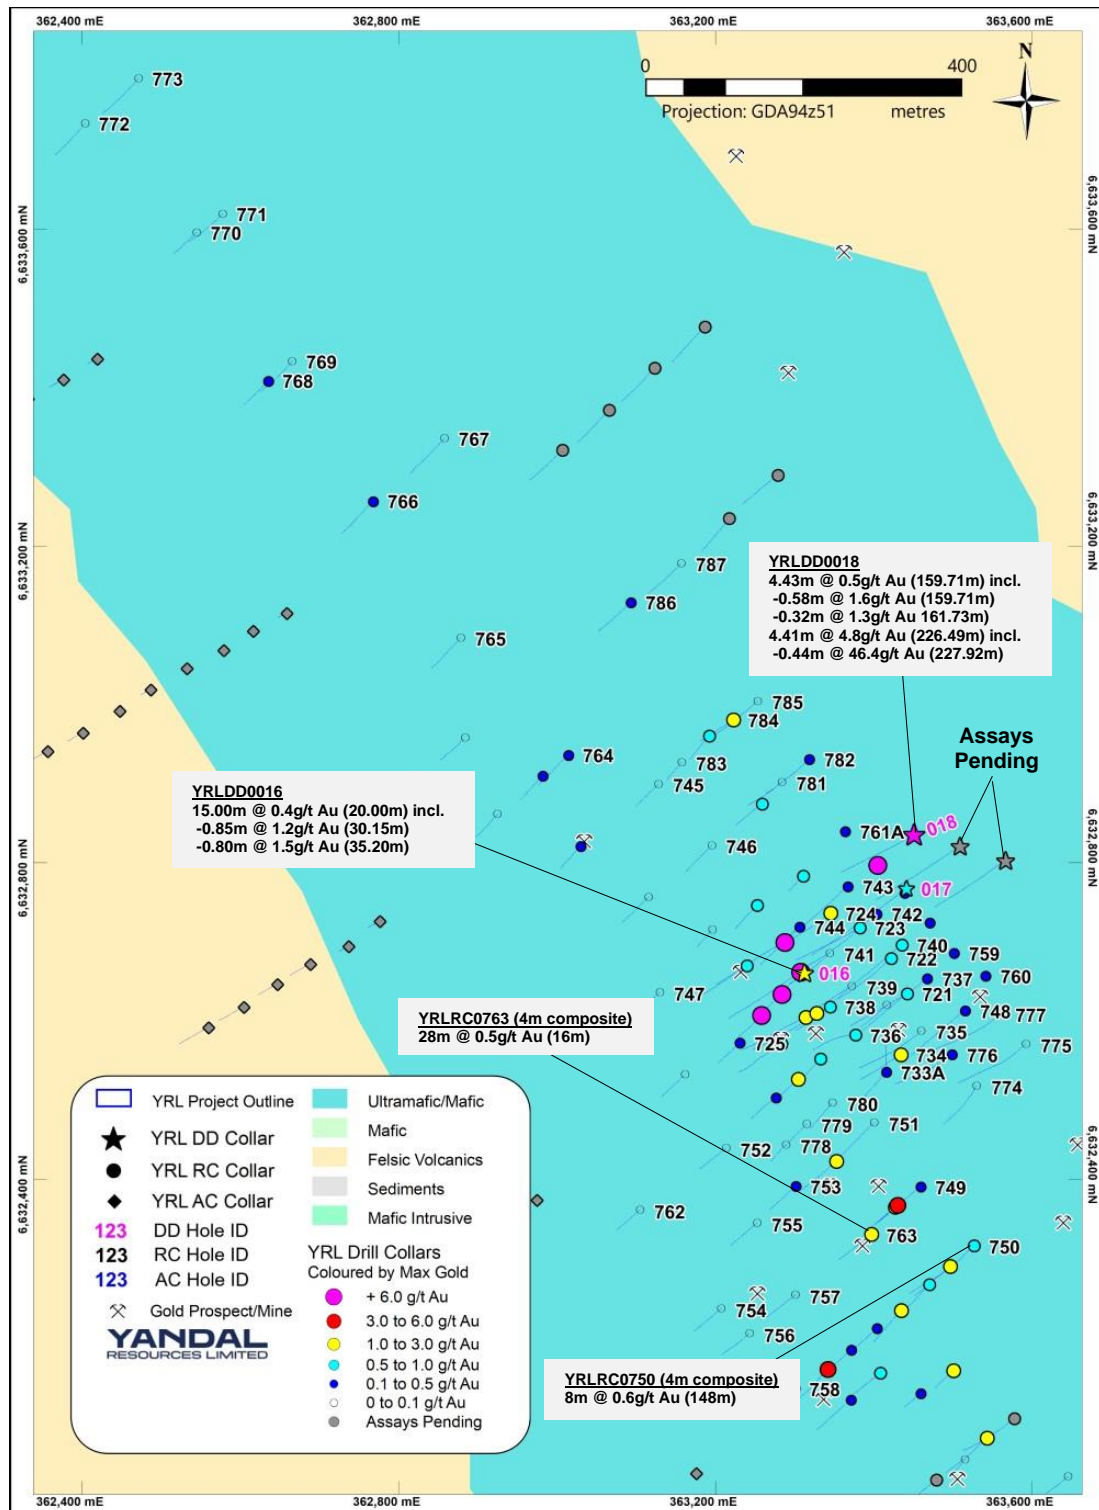 362,400 mE
362,800 mE
363,200 mE
363,600 mE
0
400
Projection: GDA94z51
metres
N
773
772
6,633,600 mN
6,633,600 mN
771
770
769
768
767
766
6,633,200 mN
6,633,200 mN
787
786
765
YRLDD0018
4.43m @ 0.5g/t Au (159.71m) incl.
-0.58m @ 1.6g/t Au (159.71m)
-0.32m @ 1.3g/t Au 161.73m)
4.41m @ 4.8g/t Au (226.49m) incl.
-0.44m @ 46.4g/t Au (227.92m)
785
784
Assays
Pending
764
783
782
745
781
YRLDD0016
15.00m @ 0.4g/t Au (20.00m) incl.
-0.85m @ 1.2g/t Au (30.15m)
-0.80m @ 1.5g/t Au (35.20m)
761A
018
746
6,632,800 mN
6,632,800 mN
743
017
724
742
744
723
740
741
722
759
016
737
760
747
739
721
738
748
777
YRLRC0763 (4m composite)
28m @ 0.5g/t Au (16m)
725
736
735
775
734
776
733A
774
780
779
751
752
778
753
749
6,632,400 mN
6,632,400 mN
762
755
763
750
757
754
756
YRLRC0750 (4m composite)
8m @ 0.6g/t Au (148m)
758
YRL Project Outline
YRL DD Collar
YRL RC Collar
YRL AC Collar
123 DD Hole ID
123 RC Hole ID
123 AC Hole ID
Gold Prospect/Mine
YANDAL
RESOURCES LIMITED
Ultramafic/Mafic
Mafic
Felsic Volcanics
Sediments
Mafic Intrusive
YRL Drill Collars
Coloured by Max Gold
+ 6.0 g/t Au
3.0 to 6.0 g/t Au
1.0 to 3.0 g/t Au
0.5 to 1.0 g/t Au
0.1 to 0.5 g/t Au
0 to 0.1 g/t Au
Assays Pending
362,400 mE
362,800 mE
363,200 mE
363,600 mE